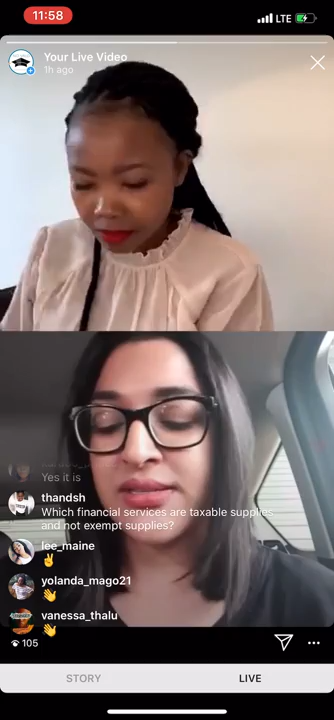 11:58
LTE
Your Live Video
1h ago
Yes it is
thandsh
Which financial services are taxable supplies
and not exempt supplies?
lee_maine
yolanda_mago21
vanessa_thalu
105
STORY
LIVE